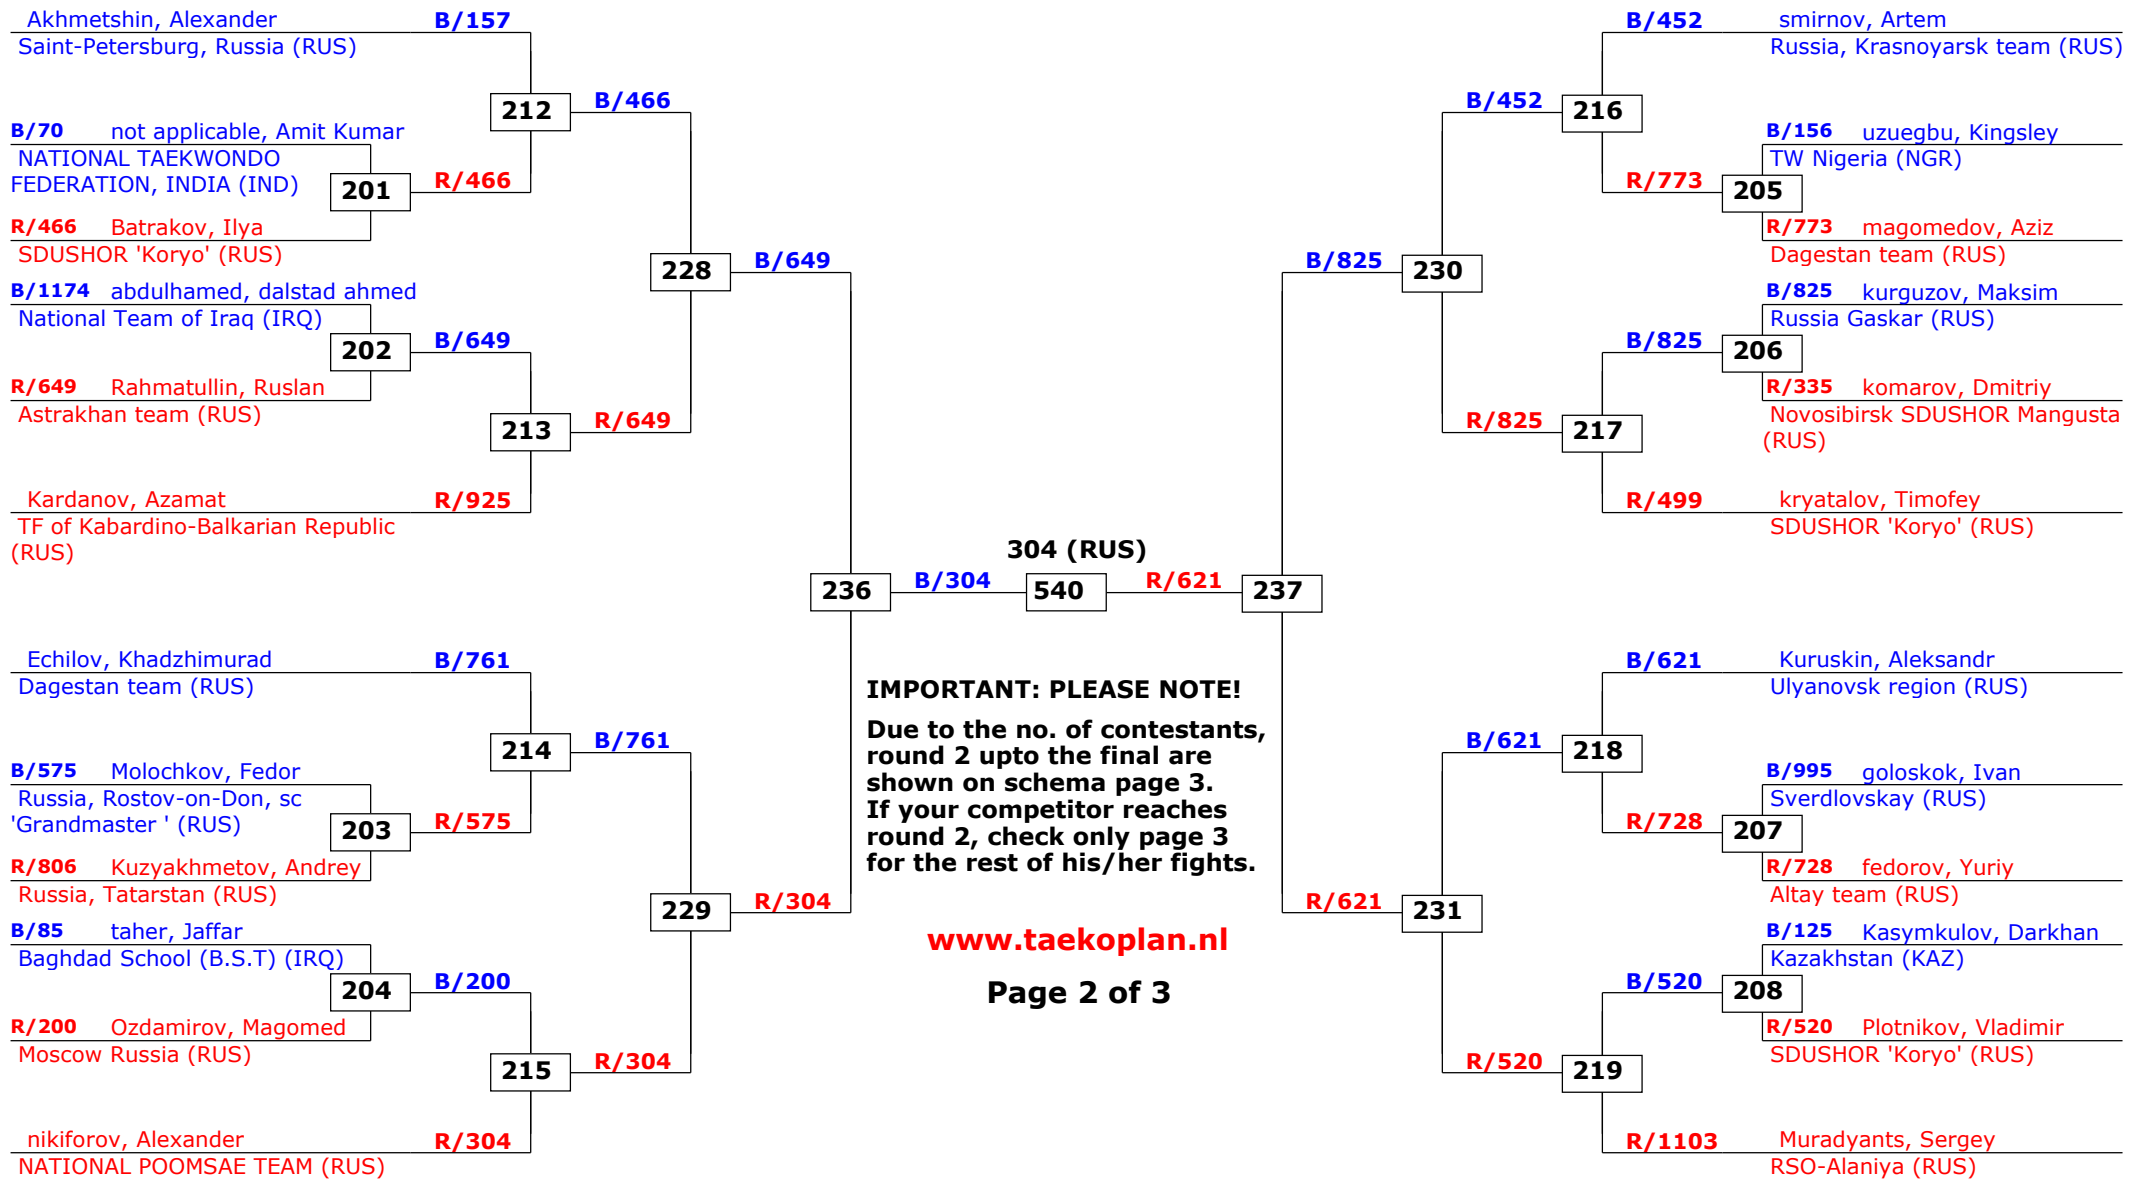 Akhmetshin, Alexander B/157
Saint-Petersburg, Russia (RUS)
212 B/466
B/70 not applicable, Amit Kumar
NATIONAL TAEKWONDO
FEDERATION, INDIA (IND)
201 R/466
R/466 Batrakov, Ilya
SDUSHOR 'Koryo' (RUS)
228 B/649
B/1174 abdulhamed, dalstad ahmed
National Team of Iraq (IRQ)
202 B/649
R/649 Rahmatullin, Ruslan
Astrakhan team (RUS)
213 R/649
Kardanov, Azamat R/925
TF of Kabardino-Balkarian Republic
(RUS)
236 B/304
Echilov, Khadzhimurad B/761
Dagestan team (RUS)
214 B/761
B/575 Molochkov, Fedor
Russia, Rostov-on-Don, sc
'Grandmaster ' (RUS)
203 R/575
R/806 Kuzyakhmetov, Andrey
Russia, Tatarstan (RUS)
229 R/304
B/85 taher, Jaffar
Baghdad School (B.S.T) (IRQ)
204 B/200
R/200 Ozdamirov, Magomed
Moscow Russia (RUS)
215 R/304
nikiforov, Alexander R/304
NATIONAL POOMSAE TEAM (RUS)
304 (RUS)
540
IMPORTANT: PLEASE NOTE!
Due to the no. of contestants,
round 2 upto the final are
shown on schema page 3.
If your competitor reaches
round 2, check only page 3
for the rest of his/her fights.
www.taekoplan.nl
Page 2 of 3
B/452 smirnov, Artem
Russia, Krasnoyarsk team (RUS)
B/452 216
B/156 uzuegbu, Kingsley
TW Nigeria (NGR)
R/773 205
R/773 magomedov, Aziz
Dagestan team (RUS)
B/825 230
B/825 kurguzov, Maksim
Russia Gaskar (RUS)
B/825 206
R/335 komarov, Dmitriy
Novosibirsk SDUSHOR Mangusta
(RUS)
R/825 217
R/499 kryatalov, Timofey
SDUSHOR 'Koryo' (RUS)
R/621 237
B/621 Kuruskin, Aleksandr
Ulyanovsk region (RUS)
B/621 218
B/995 goloskok, Ivan
Sverdlovskay (RUS)
R/728 207
R/728 fedorov, Yuriy
Altay team (RUS)
R/621 231
B/125 Kasymkulov, Darkhan
Kazakhstan (KAZ)
B/520 208
R/520 Plotnikov, Vladimir
SDUSHOR 'Koryo' (RUS)
R/520 219
R/1103 Muradyants, Sergey
RSO-Alaniya (RUS)